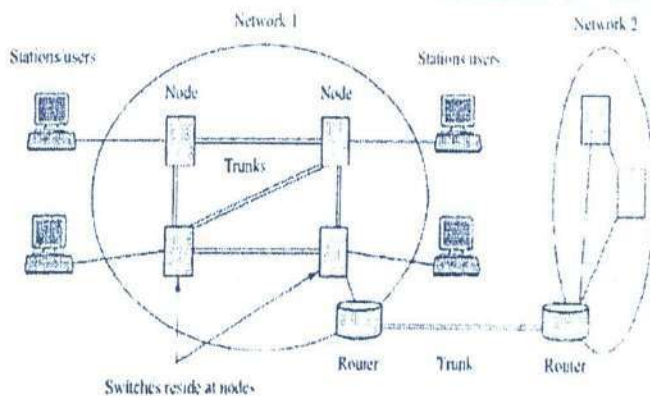 Network 1
Network 2
Stations/users
Stations users
Node
Node
Trunks
Router
Trunk
Router
Switches reside at nodes